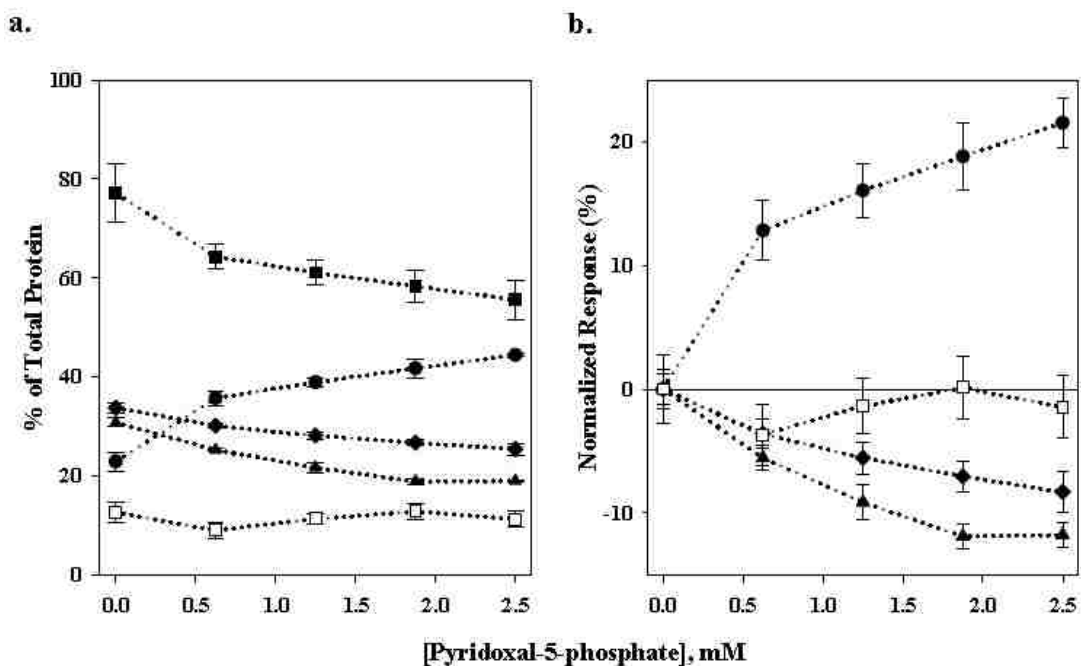 a.
b.
% of Total Protein
100
80
60
40
20
0
0.0 0.5 1.0 1.5 2.0 2.5
Normalized Response (%)
20
10
0
-10
0.0 0.5 1.0 1.5 2.0 2.5
[Pyridoxal-5-phosphate], mM